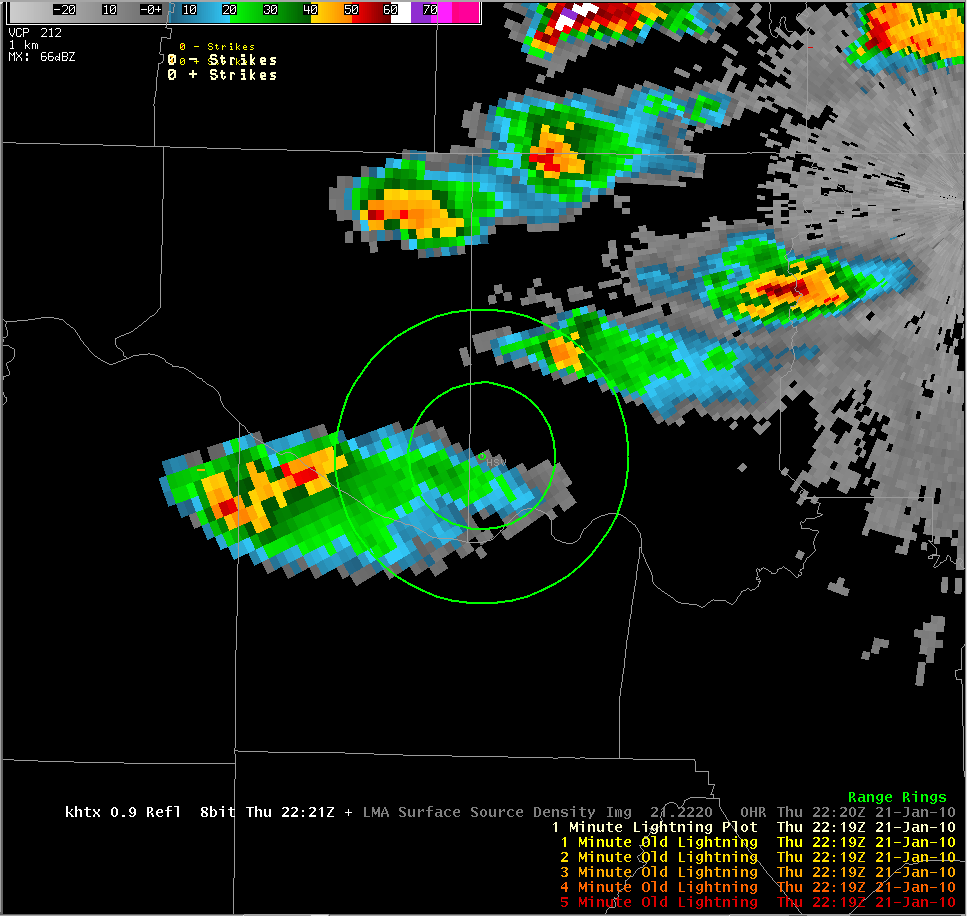 -20 10 -0+ 10 20 30 40 50 60 70
VCP 212
1 km
MX: 66dBZ
0 - Strikes
0 - Strikes
0 + Strikes
HSV
Range Rings
khtx 0.9 Refl 8bit Thu 22:21Z + LMA Surface Source Density Img 21.2220 0HR Thu 22:20Z 21-Jan-10
1 Minute Lightning Plot Thu 22:19Z 21-Jan-10
1 Minute Old Lightning Thu 22:19Z 21-Jan-10
2 Minute Old Lightning Thu 22:19Z 21-Jan-10
3 Minute Old Lightning Thu 22:19Z 21-Jan-10
4 Minute Old Lightning Thu 22:19Z 21-Jan-10
5 Minute Old Lightning Thu 22:19Z 21-Jan-10